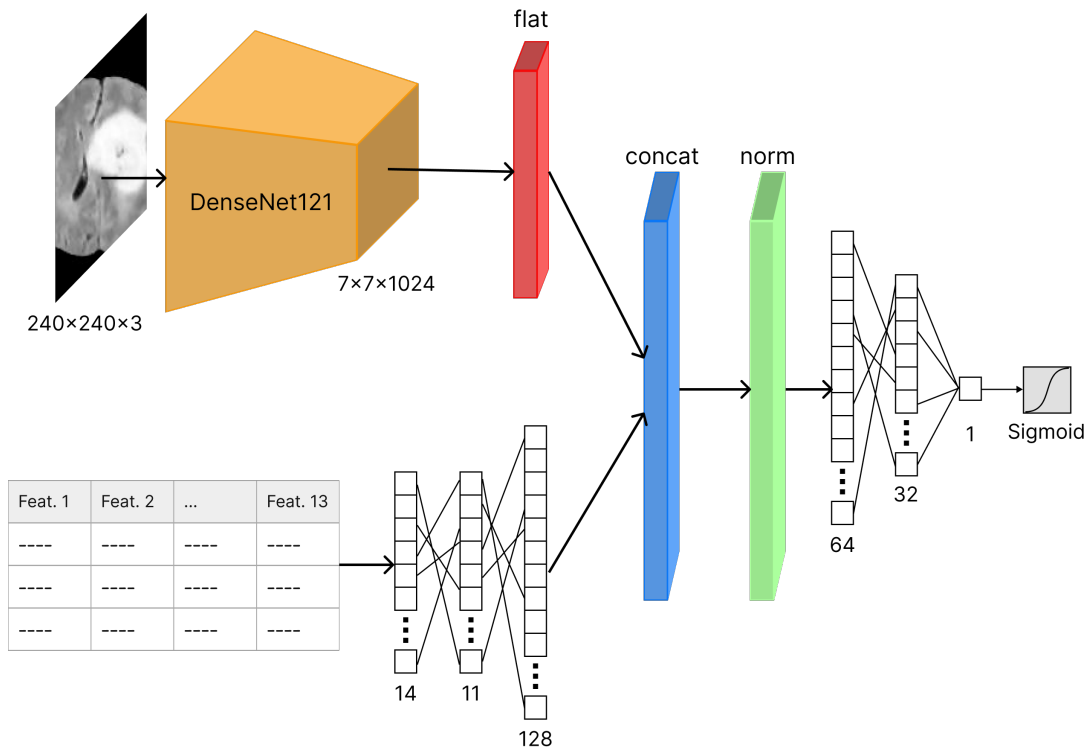 flat
DenseNet121
7×7×1024
240×240×3
concat
norm
Feat. 1 Feat. 2 ... Feat. 13
---- ---- ---- ----
---- ---- ---- ----
---- ---- ---- ----
14
11
128
64
32
1
Sigmoid